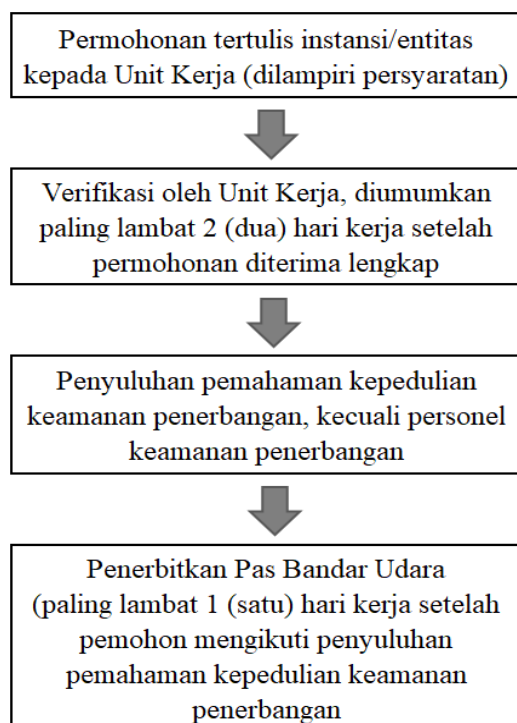 Permohonan tertulis instansi/entitas
kepada Unit Kerja (dilampiri persyaratan)
Verifikasi oleh Unit Kerja, diumumkan
paling lambat 2 (dua) hari kerja setelah
permohonan diterima lengkap
Penyuluhan pemahaman kepedulian
keamanan penerbangan, kecuali personel
keamanan penerbangan
Penerbitkan Pas Bandar Udara
(paling lambat 1 (satu) hari kerja setelah
pemohon mengikuti penyuluhan
pemahaman kepedulian keamanan
penerbangan